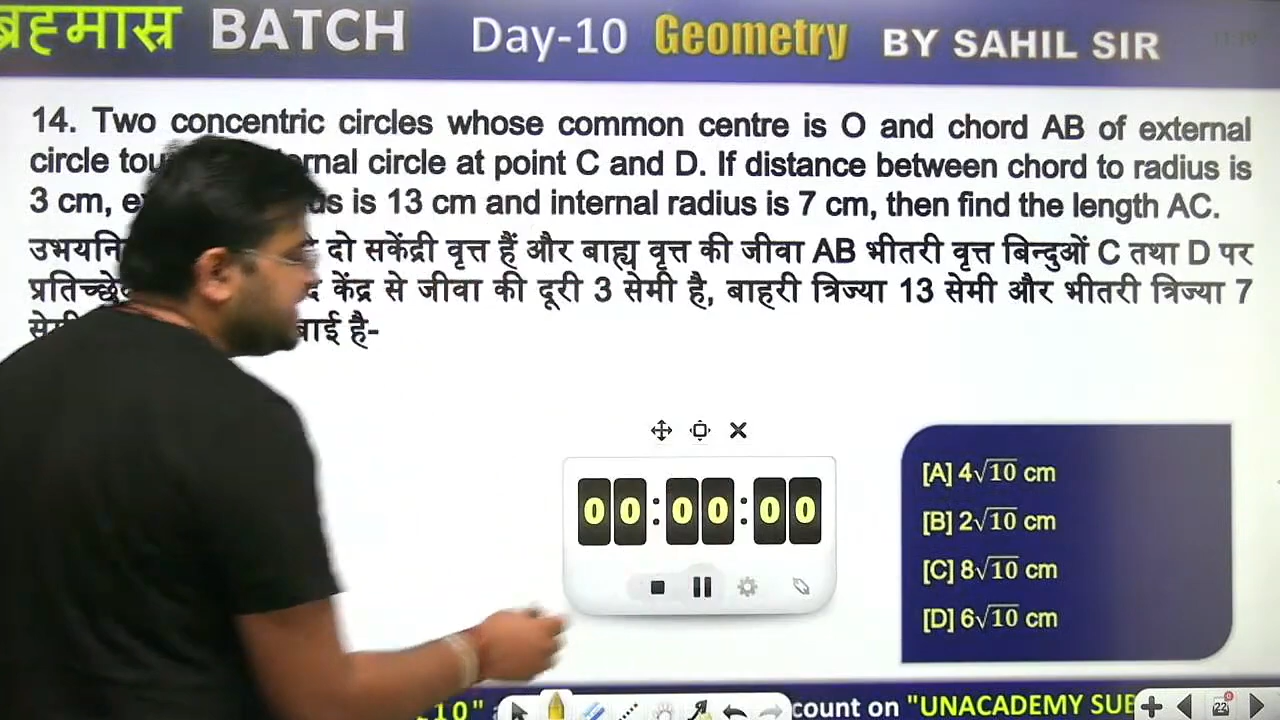 ब्रह्मास्र BATCH Day-10 Geometry BY SAHIL SIR
14. Two concentric circles whose common centre is O and chord AB of external
circle circle at point C and D. If distance between chord to radius is
3 cm, is 13 cm and internal radius is 7 cm, then find the length AC.
दो सकेंद्री वृत्त हैं और बाह्य वृत्त की जीवा AB भीतरी वृत्त बिन्दुओं C तथा D पर
केंद्र से जीवा की दूरी 3 सेमी है, बाहरी त्रिज्या 13 सेमी और भीतरी त्रिज्या 7
है-
00:00:00
[A] 4√10 cm
[B] 2√10 cm
[C] 8√10 cm
[D] 6√10 cm
10" count on "UNACADEMY SUB
22